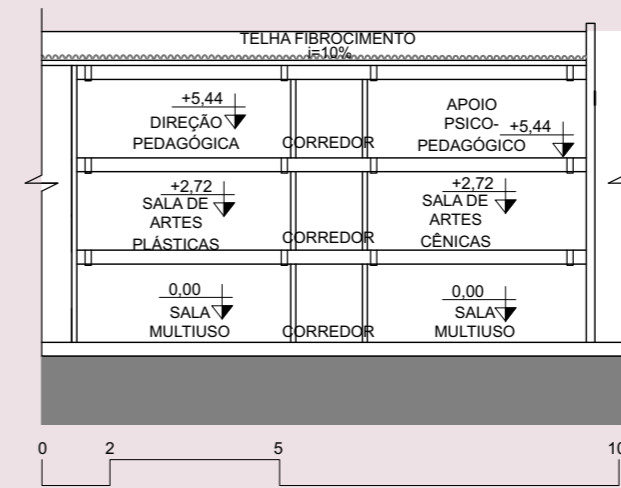 TELHA FIBROCIMENTO
i=10%
+5,44
DIREÇÃO
PEDAGÓGICA
CORREDOR
APOIO
PSICO-
PEDAGÓGICO
+5,44
+2,72
SALA DE
ARTES
PLÁSTICAS
CORREDOR
+2,72
SALA DE
ARTES
CÊNICAS
0,00
SALA
MULTIUSO
CORREDOR
0,00
SALA
MULTIUSO
0 2 5 10